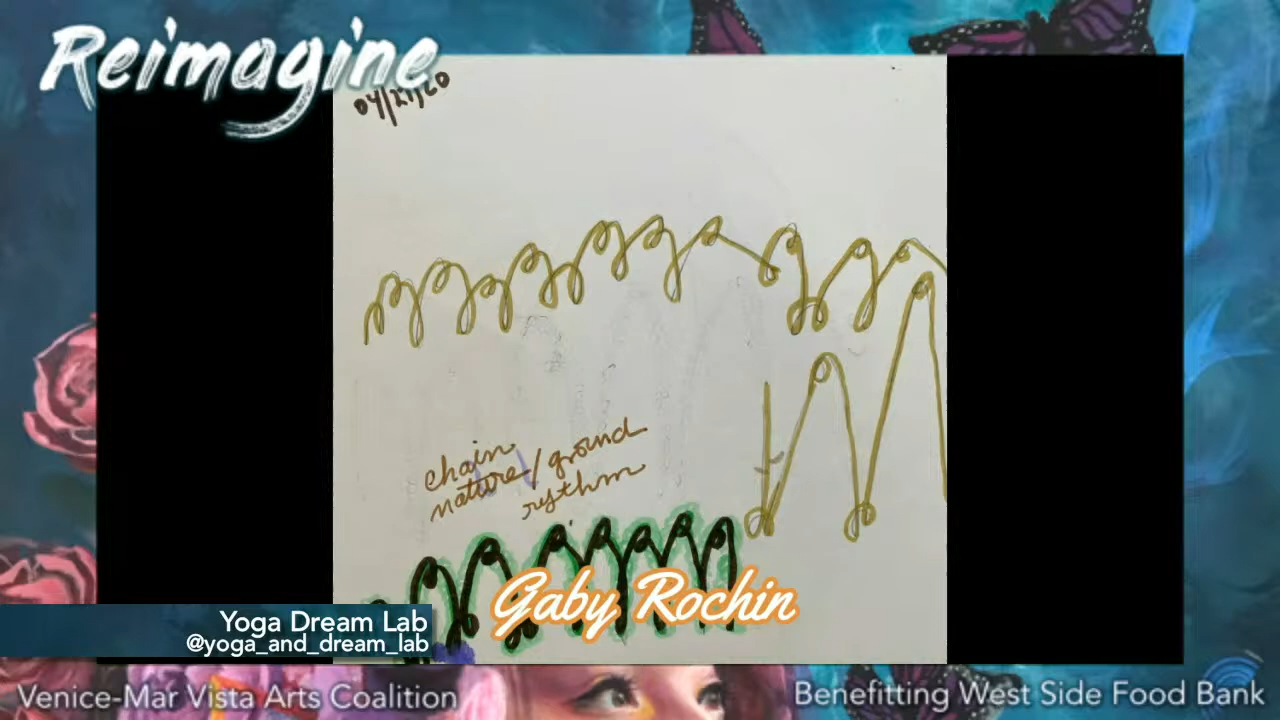 Reimagine
04/27/20
chain
nature/ground
rythm
Gaby Rochin
Yoga Dream Lab
@yoga_and_dream_lab
Venice-Mar Vista Arts Coalition
Benefitting West Side Food Bank